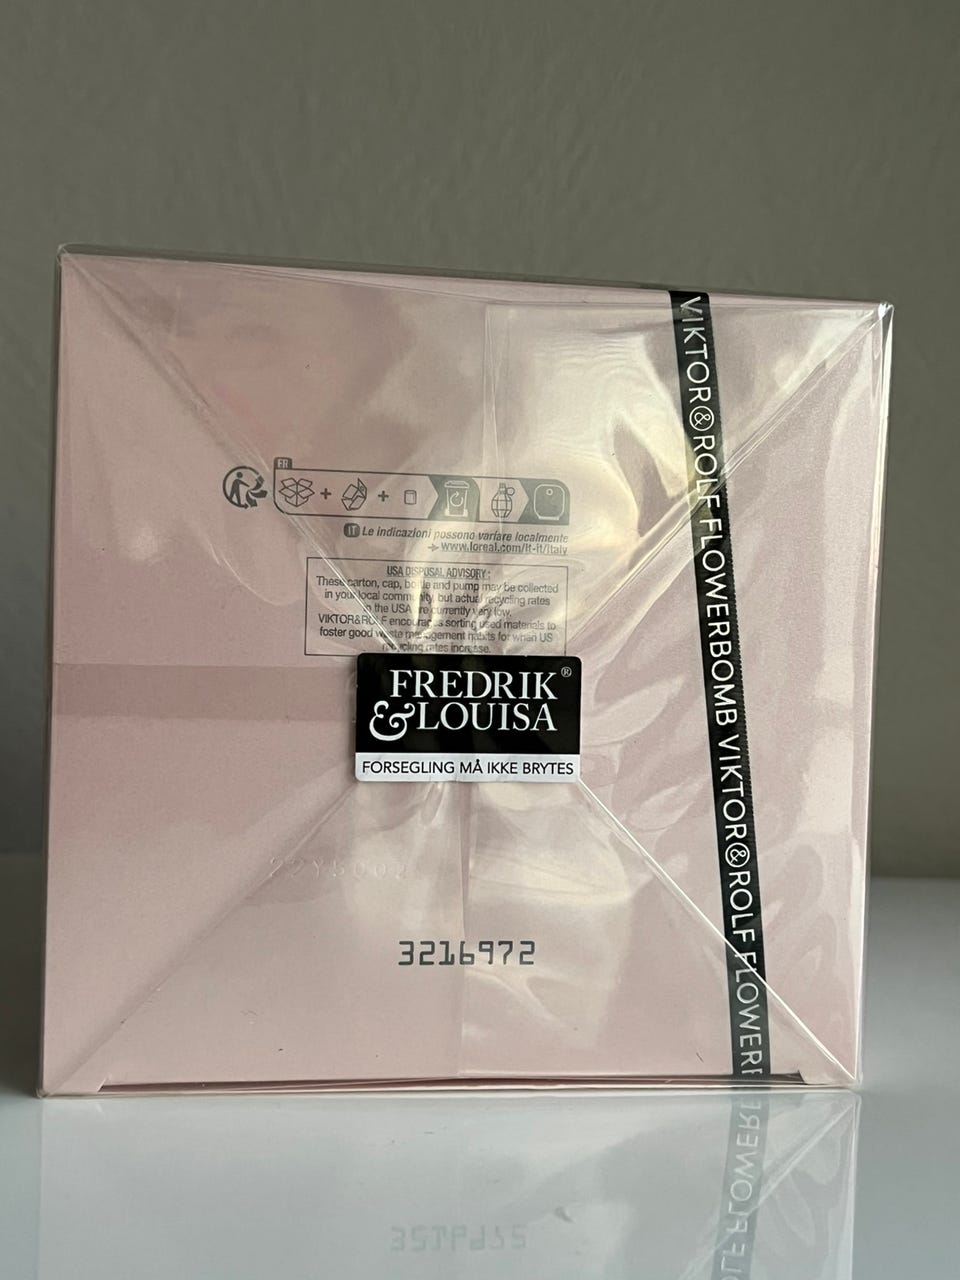 FR
IT Le indicazioni possono variare localmente
www.loreal.com/it-it/italy
USA DISPOSAL ADVISORY :
These carton, cap, bottle and pump may be collected
in your local community, but actual recycling rates
in the USA are currently very low.
VIKTOR&ROLF encourages sorting used materials to
foster good waste management habits for when US
recycling rates increase.
FREDRIK
&LOUISA®
FORSEGLING MÅ IKKE BRYTES
3216972
VIKTOR&ROLF FLOWERBOMB VIKTOR&ROLF FLOWER